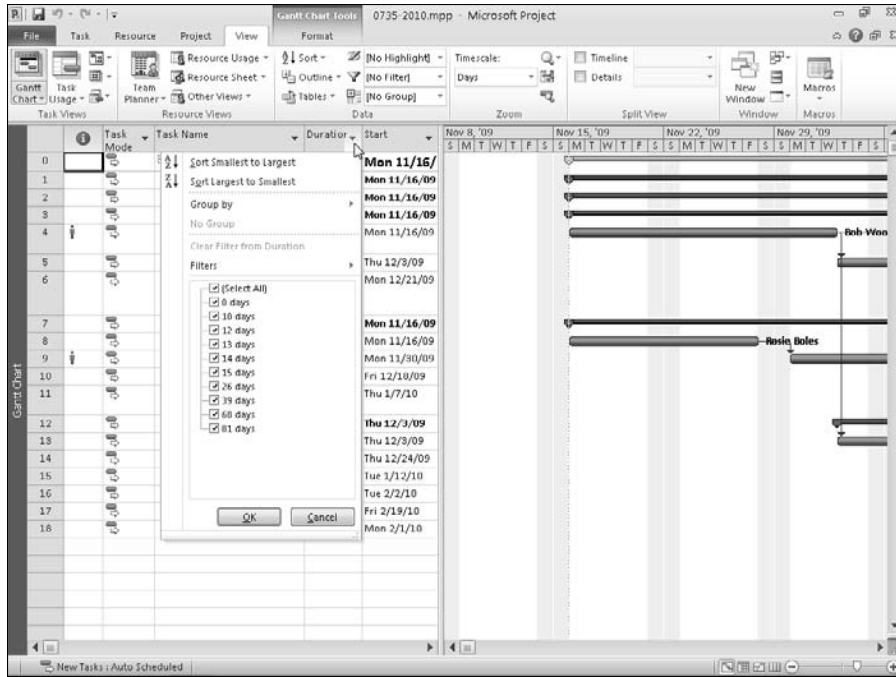 Gantt Chart Tools
0735-2010.mpp - Microsoft Project
File Task Resource Project View Format
Gantt Chart
Task Usage
Team Planner
Resource Usage
Resource Sheet
Other Views
Sort
Outline
Tables
[No Highlight]
[No Filter]
[No Group]
Timescale:
Days
Timeline
Details
New Window
Macros
Task Views Resource Views Data Zoom Split View Window Macros
Task Mode Task Name Duration Start
Nov 8, '09 Nov 15, '09 Nov 22, '09 Nov 29, '09
S M T W T F S S M T W T F S S M T W T F S S M T W T F S
Sort Smallest to Largest
Sort Largest to Smallest
Group by
No Group
Clear Filter from Duration
Filters
(Select All)
0 days
10 days
12 days
13 days
14 days
15 days
26 days
39 days
60 days
81 days
OK Cancel
0 Mon 11/16/
1 Mon 11/16/09
2 Mon 11/16/09
3 Mon 11/16/09
4 Mon 11/16/09 Bob Woo
5 Thu 12/3/09
6 Mon 12/21/09
7 Mon 11/16/09
8 Mon 11/16/09 Rosie Boles
9 Mon 11/30/09
10 Fri 12/18/09
11 Thu 1/7/10
12 Thu 12/3/09
13 Thu 12/3/09
14 Thu 12/24/09
15 Tue 1/12/10
16 Tue 2/2/10
17 Fri 2/19/10
18 Mon 2/1/10
Gantt Chart
New Tasks : Auto Scheduled